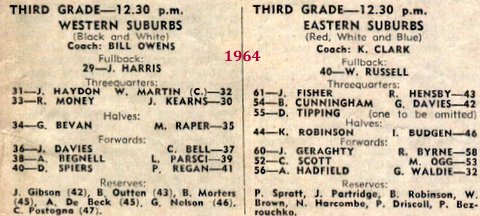 THIRD GRADE—12.30 p.m.
WESTERN SUBURBS
(Black and White)
Coach: BILL OWENS
Fullback:
29—J. HARRIS
Threequarters:
31—J. HAYDON W. MARTIN (C.)—32
33—R. MONEY J. KEARNS—30
Halves:
34—G. BEVAN M. RAPER—35
Forwards:
36—J. DAVIES C. BELL—37
38—A. BEGNELL L. PARSCI—39
40—D. SPIERS P. REGAN—41
Reserves:
J. Gibson (42), B. Outten (43), B. Morters
(45), A. De Beck (45), G. Nelson (46),
C. Postogna (47).
1964
THIRD GRADE—12.30 p.m.
EASTERN SUBURBS
(Red, White and Blue)
Coach: K. CLARK
Fullback:
40—W. RUSSELL
Threequarters:
61—J. FISHER R. HENSBY—43
54—B. CUNNINGHAM G. DAVIES—42
55—D. TIPPING (one to be omitted)
Halves:
44—K. ROBINSON I. BUDGEN—46
Forwards:
60—J. GERAGHTY R. BYRNE—58
52—C. SCOTT M. OGG—53
56—A. HADFIELD G. WALDIE—32
Reserves:
P. Spratt, J. Partridge, B. Robinson, W.
Brown, N. Harcombe, P. Driscoll, P. Bez-
rouchko.